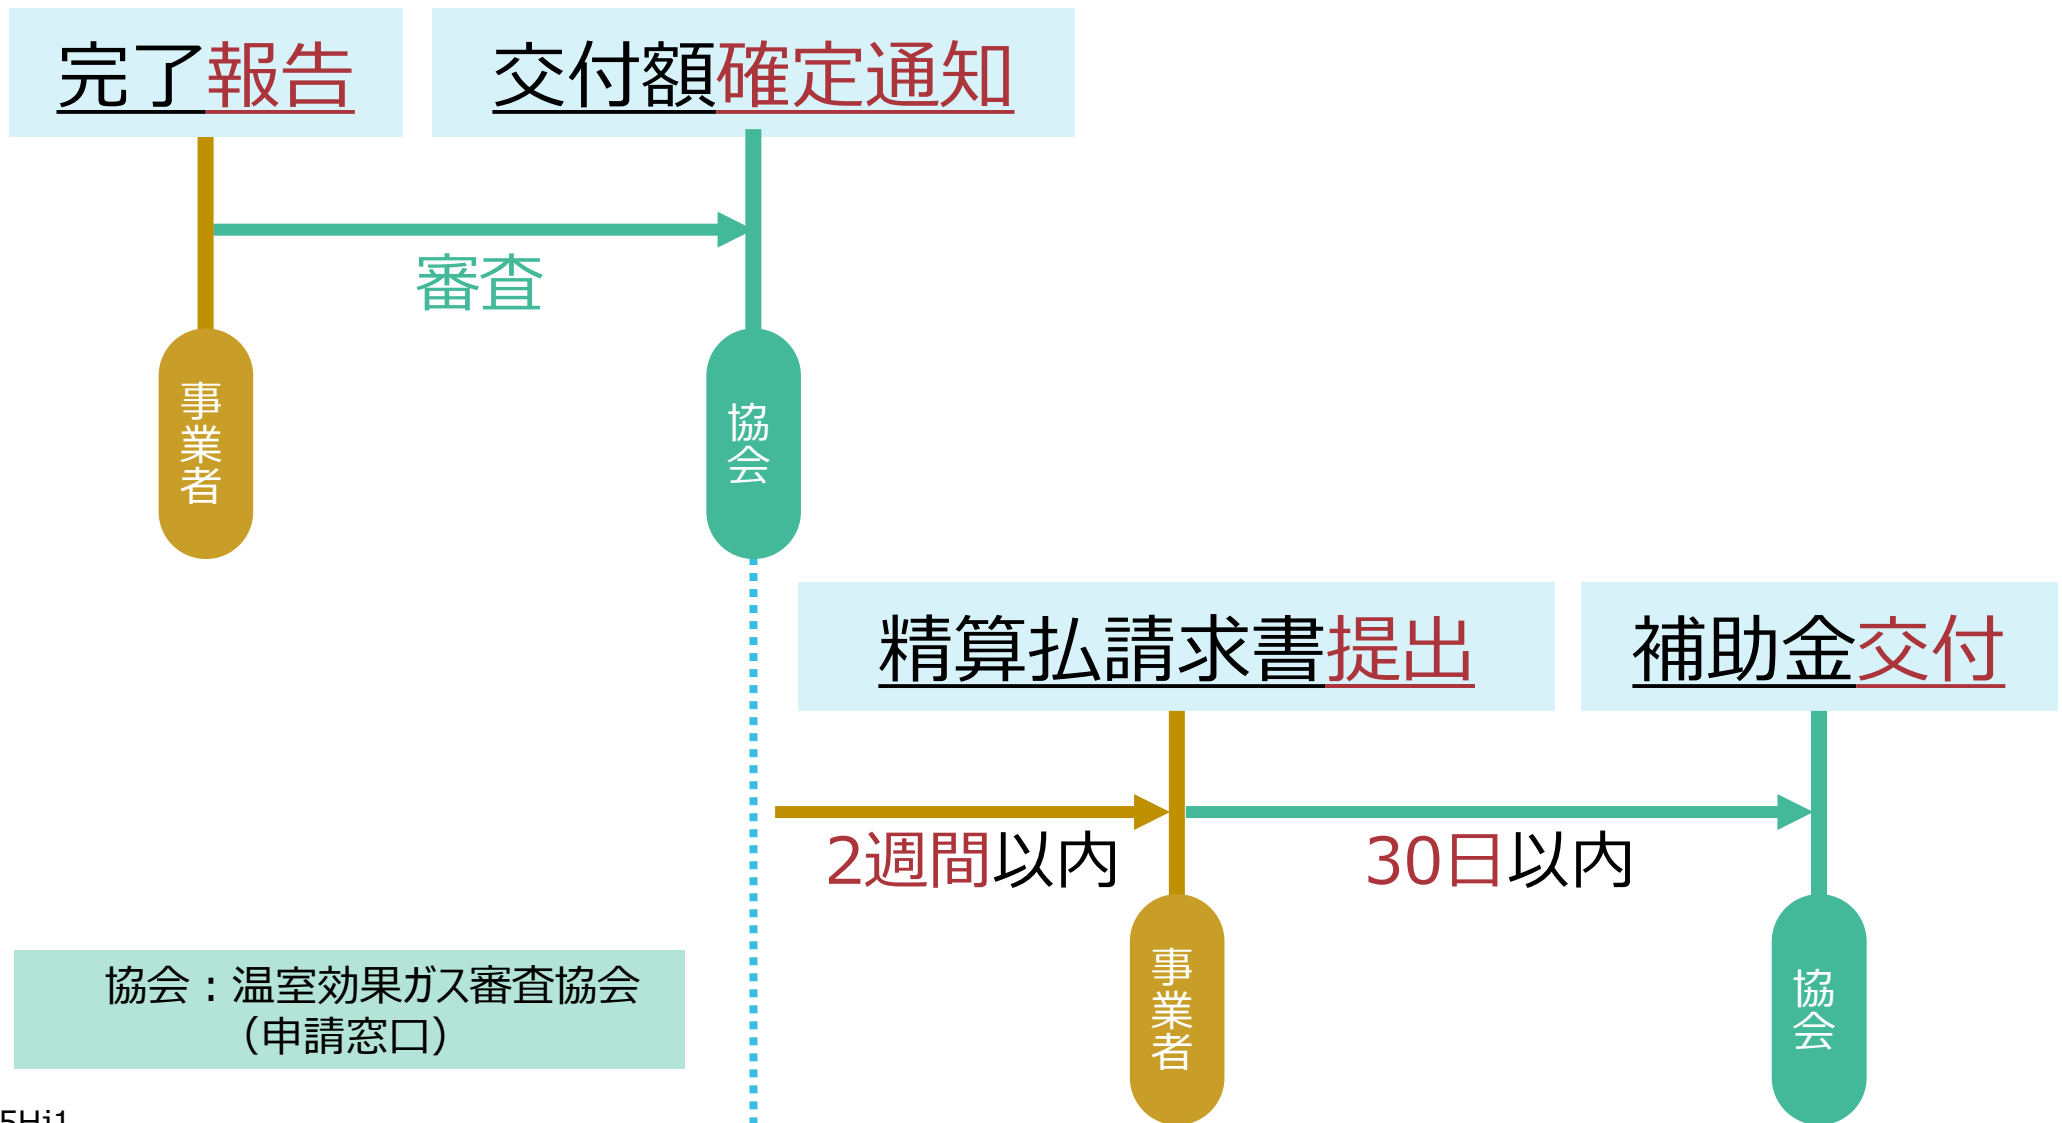 完了報告
交付額確定通知
審査
事業者
協会
精算払請求書提出
補助金交付
2週間以内
30日以内
事業者
協会
協会：温室効果ガス審査協会
（申請窓口）